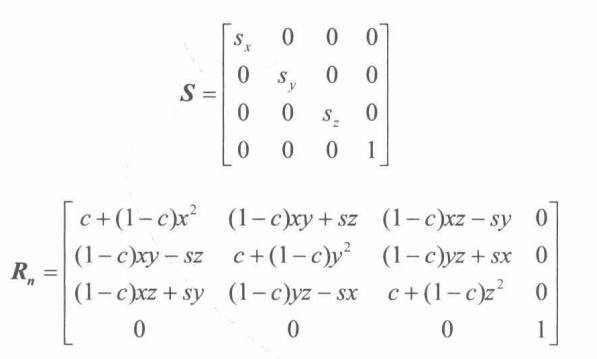 S = [ s_x 0 0 0
0 s_y 0 0
0 0 s_z 0
0 0 0 1 ]
R_n = [ c+(1−c)x² (1−c)xy+sz (1−c)xz−sy 0
(1−c)xy−sz c+(1−c)y² (1−c)yz+sx 0
(1−c)xz+sy (1−c)yz−sx c+(1−c)z² 0
0 0 0 1 ]